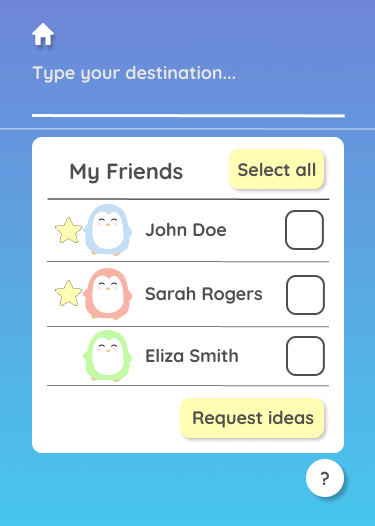 Type your destination...
My Friends
Select all
John Doe
Sarah Rogers
Eliza Smith
Request ideas
?